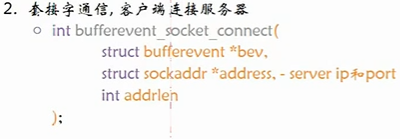 2. 套接字通信, 客户端连接服务器
○ int bufferevent_socket_connect(
struct bufferevent *bev,
struct sockaddr *address, - server ip和port
int addrlen
);